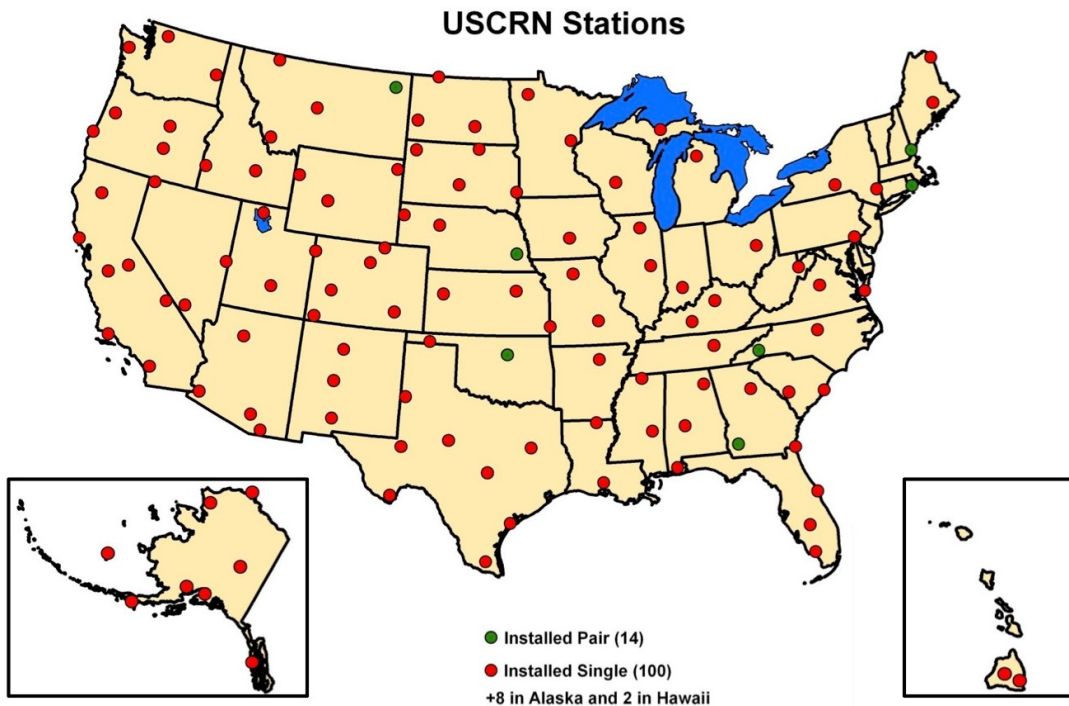 USCRN Stations
Installed Pair (14)
Installed Single (100)
+8 in Alaska and 2 in Hawaii